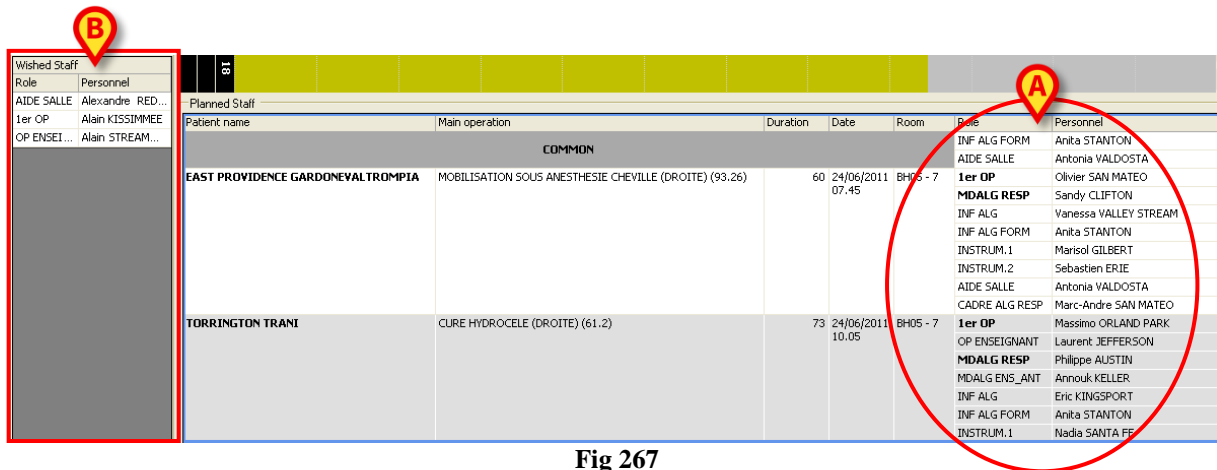 B
Wished Staff
Role Personnel
AIDE SALLE Alexandre RED...
1er OP Alain KISSIMMEE
OP ENSEI... Alain STREAM...
18
A
Planned Staff
Patient name Main operation Duration Date Room Role Personnel
COMMON
INF ALG FORM Anita STANTON
AIDE SALLE Antonia VALDOSTA
EAST PROVIDENCE GARDONEVALTROMPIA MOBILISATION SOUS ANESTHESIE CHEVILLE (DROITE) (93.26) 60 24/06/2011 BH05 - 7 1er OP Olivier SAN MATEO
07.45 MDALG RESP Sandy CLIFTON
INF ALG Vanessa VALLEY STREAM
INF ALG FORM Anita STANTON
INSTRUM.1 Marisol GILBERT
INSTRUM.2 Sebastien ERIE
AIDE SALLE Antonia VALDOSTA
CADRE ALG RESP Marc-Andre SAN MATEO
TORRINGTON TRANI CURE HYDROCELE (DROITE) (61.2) 73 24/06/2011 BH05 - 7 1er OP Massimo ORLAND PARK
10.05 OP ENSEIGNANT Laurent JEFFERSON
MDALG RESP Philippe AUSTIN
MDALG ENS_ANT Annouk KELLER
INF ALG Eric KINGSPORT
INF ALG FORM Anita STANTON
INSTRUM.1 Nadia SANTA FE
Fig 267